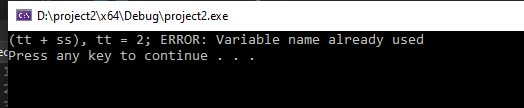 D:\project2\x64\Debug\project2.exe
(tt + ss), tt = 2; ERROR: Variable name already used
Press any key to continue . . .